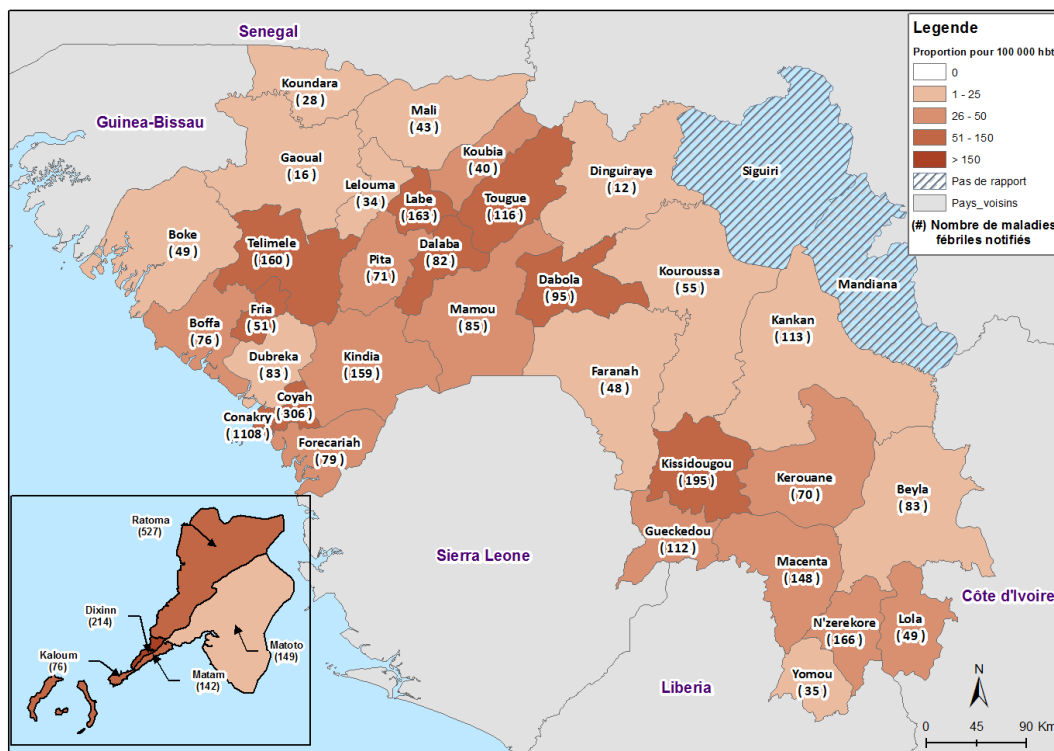 Senegal
Guinea-Bissau
Koundara
( 28 )
Mali
( 43 )
Gaoual
( 16 )
Koubia
( 40 )
Lelouma
( 34 )
Labe
( 163 )
Tougue
( 116 )
Dinguiraye
( 12 )
Siguiri
Boke
( 49 )
Telimele
( 160 )
Pita
( 71 )
Dalaba
( 82 )
Dabola
( 95 )
Kouroussa
( 55 )
Mandiana
Boffa
( 76 )
Fria
( 51 )
Mamou
( 85 )
Kankan
( 113 )
Dubreka
( 83 )
Kindia
( 159 )
Faranah
( 48 )
Coyah
( 306 )
Conakry
( 1108 )
Forecariah
( 79 )
Kissidougou
( 195 )
Kerouane
( 70 )
Beyla
( 83 )
Gueckedou
( 112 )
Macenta
( 148 )
N'zerekore
( 166 )
Lola
( 49 )
Yomou
( 35 )
Sierra Leone
Liberia
Côte d'Ivoire
Legende
Proportion pour 100 000 hbt
0
1 - 25
26 - 50
51 - 150
> 150
Pas de rapport
Pays_voisins
(#) Nombre de maladies
fébriles notifiés
Ratoma
(527)
Dixinn
(214)
Kaloum
(76)
Matam
(142)
Matoto
(149)
N
0 45 90 Km